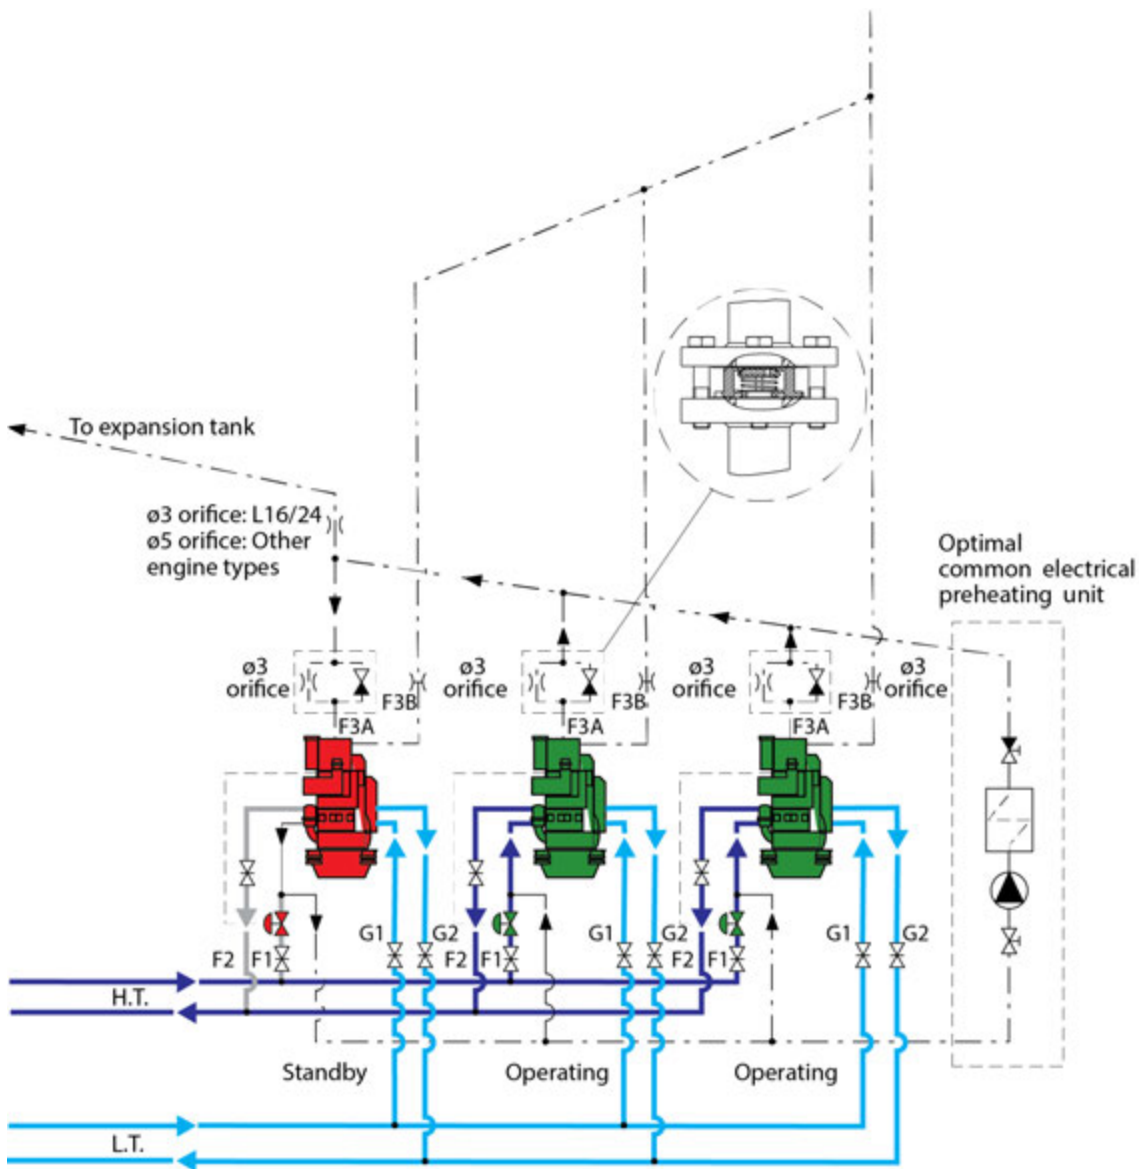 To expansion tank
ø3 orifice: L16/24
ø5 orifice: Other
engine types
Optimal
common electrical
preheating unit
ø3
orifice
ø3
orifice
ø3
orifice
ø3
orifice
F3B
F3B
F3B
F3A
F3A
F3A
G1
G2
G1
G2
G1
G2
F2
F1
F2
F1
F2
F1
H.T.
Standby
Operating
Operating
L.T.